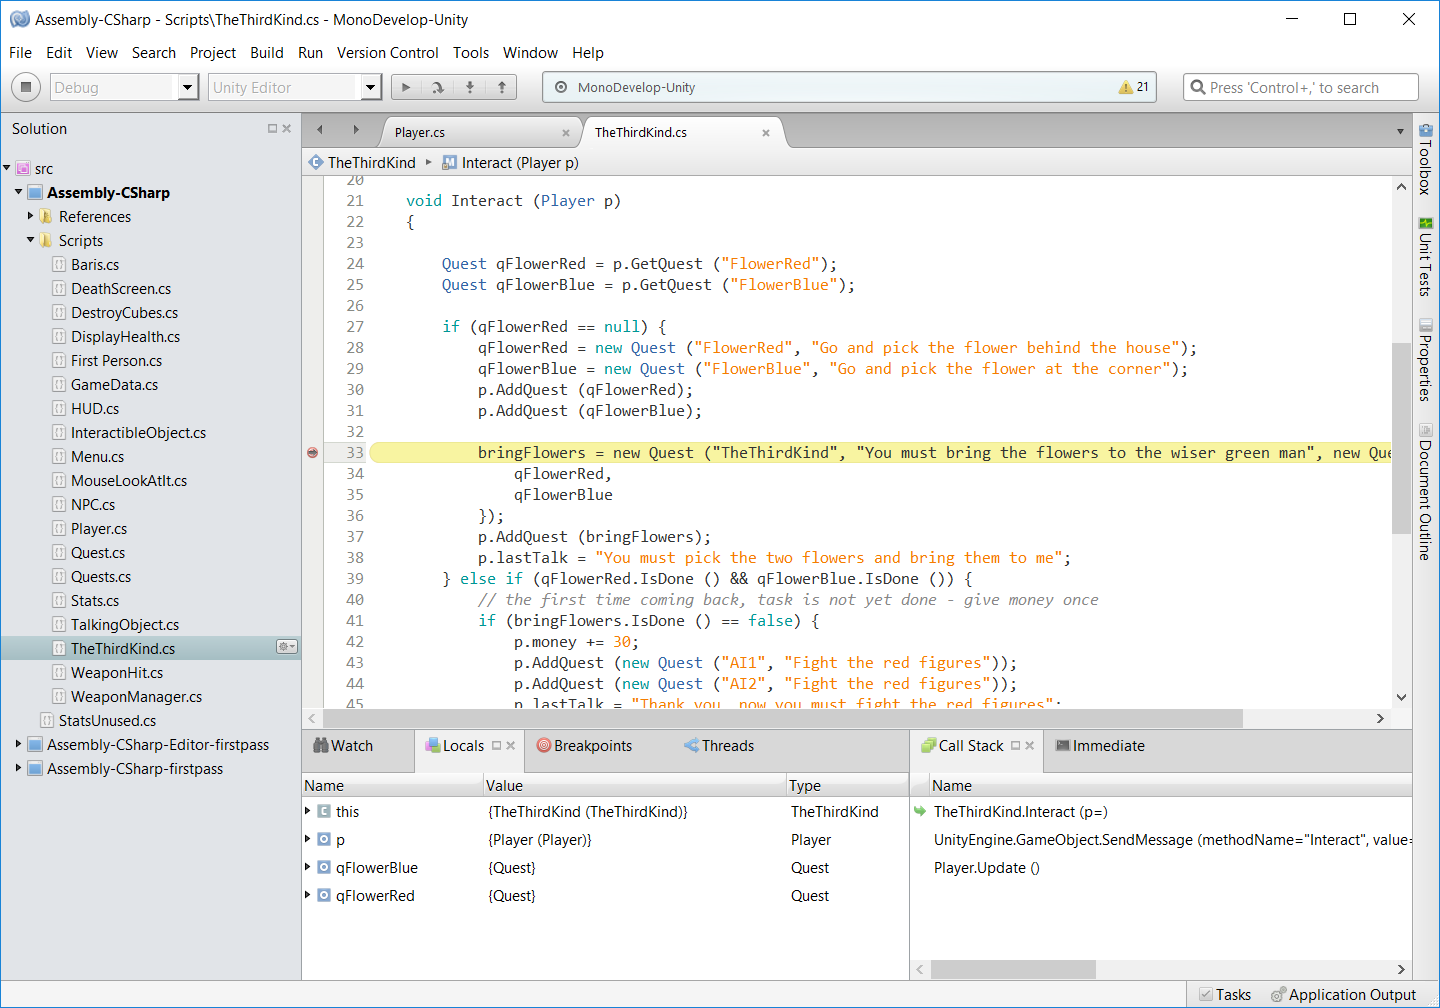 Assembly-CSharp - Scripts\TheThirdKind.cs - MonoDevelop-Unity
File Edit View Search Project Build Run Version Control Tools Window Help
Debug Unity Editor MonoDevelop-Unity 21 Press 'Control+,' to search
Solution
src
Assembly-CSharp
References
Scripts
Baris.cs
DeathScreen.cs
DestroyCubes.cs
DisplayHealth.cs
First Person.cs
GameData.cs
HUD.cs
InteractibleObject.cs
Menu.cs
MouseLookAtIt.cs
NPC.cs
Player.cs
Quest.cs
Quests.cs
Stats.cs
TalkingObject.cs
TheThirdKind.cs
WeaponHit.cs
WeaponManager.cs
StatsUnused.cs
Assembly-CSharp-Editor-firstpass
Assembly-CSharp-firstpass
Player.cs TheThirdKind.cs
TheThirdKind Interact (Player p)
20
21 void Interact (Player p)
22 {
23
24 Quest qFlowerRed = p.GetQuest ("FlowerRed");
25 Quest qFlowerBlue = p.GetQuest ("FlowerBlue");
26
27 if (qFlowerRed == null) {
28 qFlowerRed = new Quest ("FlowerRed", "Go and pick the flower behind the house");
29 qFlowerBlue = new Quest ("FlowerBlue", "Go and pick the flower at the corner");
30 p.AddQuest (qFlowerRed);
31 p.AddQuest (qFlowerBlue);
32
33 bringFlowers = new Quest ("TheThirdKind", "You must bring the flowers to the wiser green man", new Que
34 qFlowerRed,
35 qFlowerBlue
36 });
37 p.AddQuest (bringFlowers);
38 p.lastTalk = "You must pick the two flowers and bring them to me";
39 } else if (qFlowerRed.IsDone () && qFlowerBlue.IsDone ()) {
40 // the first time coming back, task is not yet done - give money once
41 if (bringFlowers.IsDone () == false) {
42 p.money += 30;
43 p.AddQuest (new Quest ("AI1", "Fight the red figures"));
44 p.AddQuest (new Quest ("AI2", "Fight the red figures"));
45 p.lastTalk = "Thank you, now you must fight the red figures";
Toolbox
Unit Tests
Properties
Document Outline
Watch Locals Breakpoints Threads
Name Value Type
this {TheThirdKind (TheThirdKind)} TheThirdKind
p {Player (Player)} Player
qFlowerBlue {Quest} Quest
qFlowerRed {Quest} Quest
Call Stack Immediate
Name
TheThirdKind.Interact (p=)
UnityEngine.GameObject.SendMessage (methodName="Interact", value=
Player.Update ()
Tasks Application Output